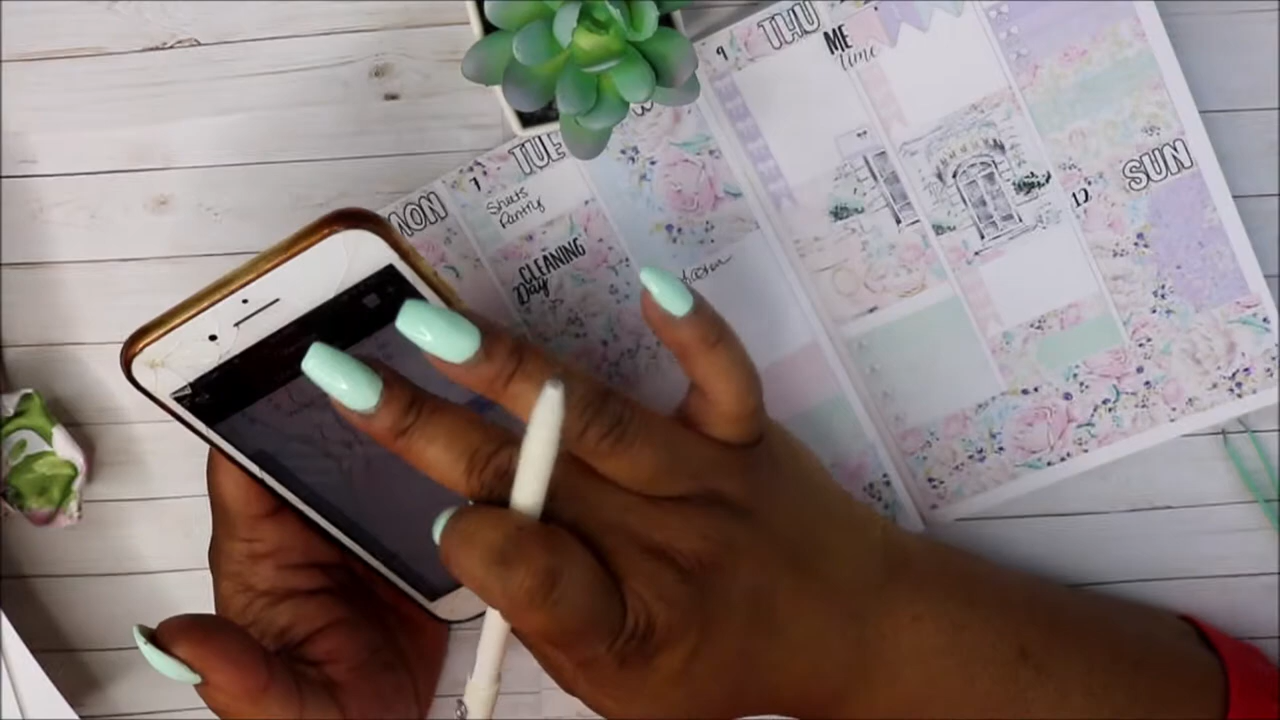 MON
7
TUE
Sheets
Pantry
CLEANING
Day
9
THU
ME
time
12
SUN